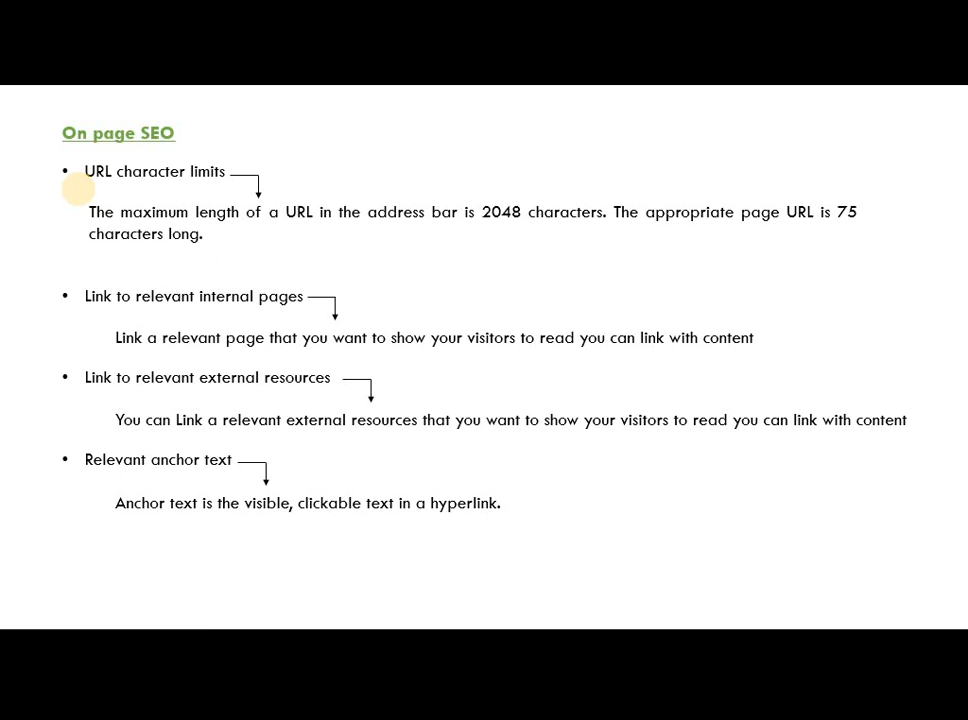 On page SEO
• URL character limits
The maximum length of a URL in the address bar is 2048 characters. The appropriate page URL is 75
characters long.
• Link to relevant internal pages
Link a relevant page that you want to show your visitors to read you can link with content
• Link to relevant external resources
You can Link a relevant external resources that you want to show your visitors to read you can link with content
• Relevant anchor text
Anchor text is the visible, clickable text in a hyperlink.